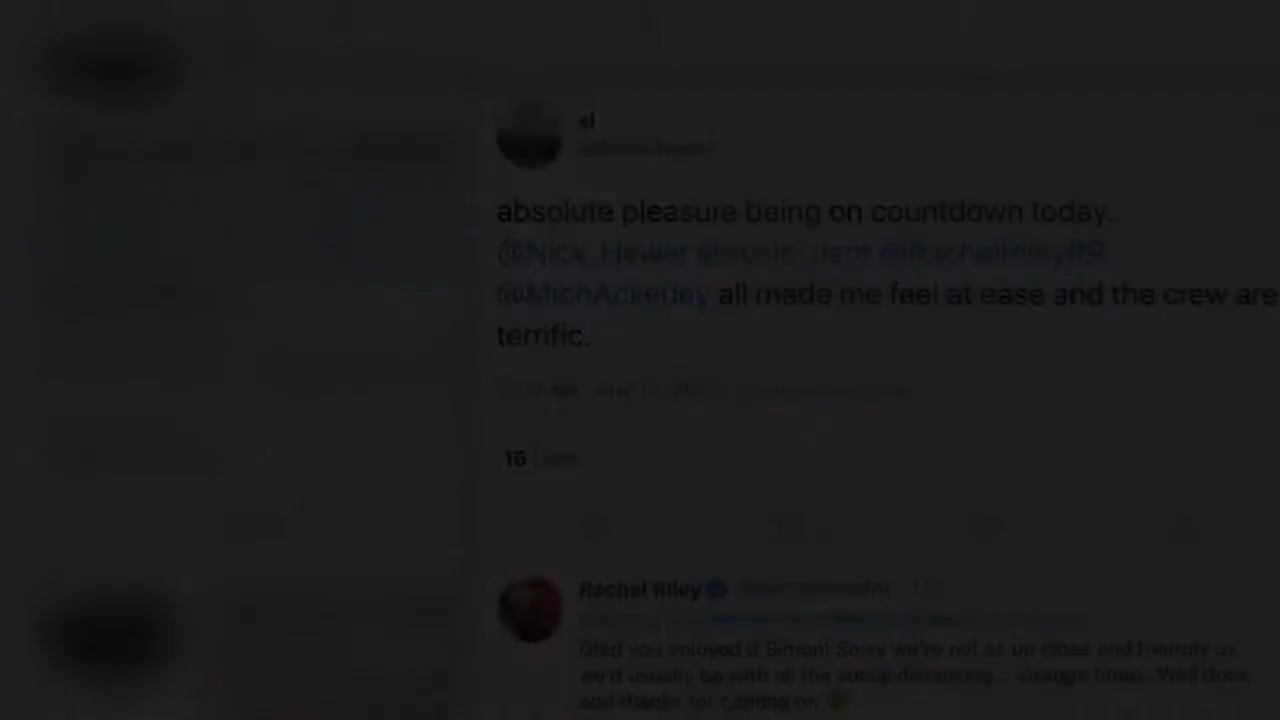 si
absolute pleasure being on countdown today..
@Nick_Hewer @susie_dent @RachelRileyRR
@MichAckerley all made me feel at ease and the crew are
terrific.
16 Likes
Rachel Riley
Glad you enjoyed it Simon! Sorry we're not as up close and friendly as
we'd usually be with all the social distancing... strange times. Well done
and thanks for coming on